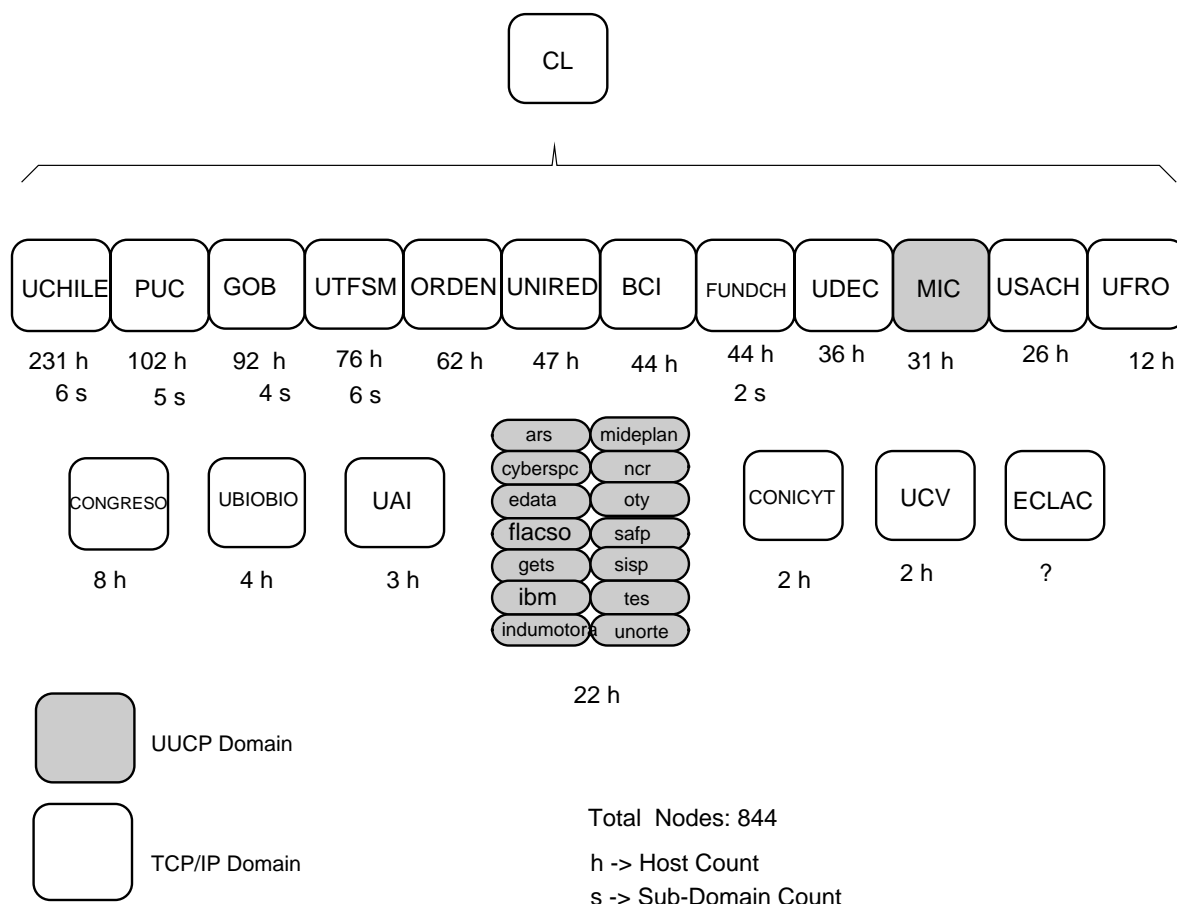 CL
UCHILE PUC GOB UTFSM ORDEN UNIRED BCI FUNDCH UDEC MIC USACH UFRO
231 h 102 h 92 h 76 h 62 h 47 h 44 h 44 h 36 h 31 h 26 h 12 h
6 s 5 s 4 s 6 s 2 s
ars mideplan
cyberspc ncr
edata oty
flacso safp
gets sisp
ibm tes
indumotora unorte
22 h
CONGRESO UBIOBIO UAI CONICYT UCV ECLAC
8 h 4 h 3 h 2 h 2 h ?
UUCP Domain
TCP/IP Domain
Total Nodes: 844
h -> Host Count
s -> Sub-Domain Count